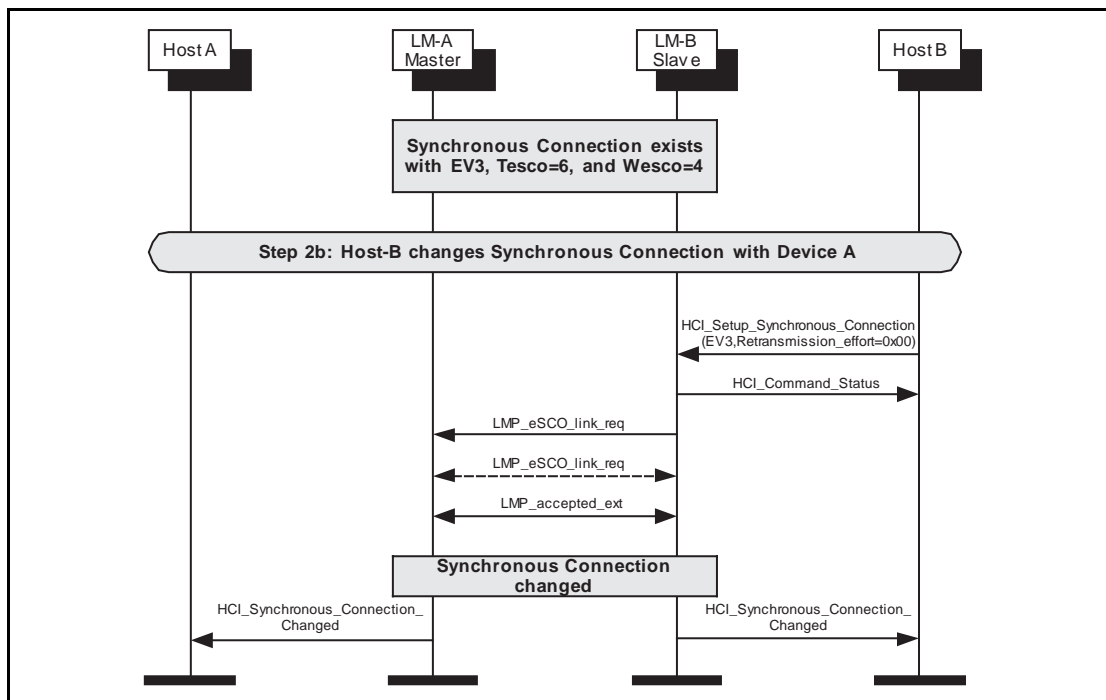 Host A
LM-A
Master
LM-B
Slave
Host B
Synchronous Connection exists
with EV3, Tesco=6, and Wesco=4
Step 2b: Host-B changes Synchronous Connection with Device A
HCI_Setup_Synchronous_Connection
(EV3,Retransmission_effort=0x00)
HCI_Command_Status
LMP_eSCO_link_req
LMP_eSCO_link_req
LMP_accepted_ext
Synchronous Connection
changed
HCI_Synchronous_Connection_
Changed
HCI_Synchronous_Connection_
Changed